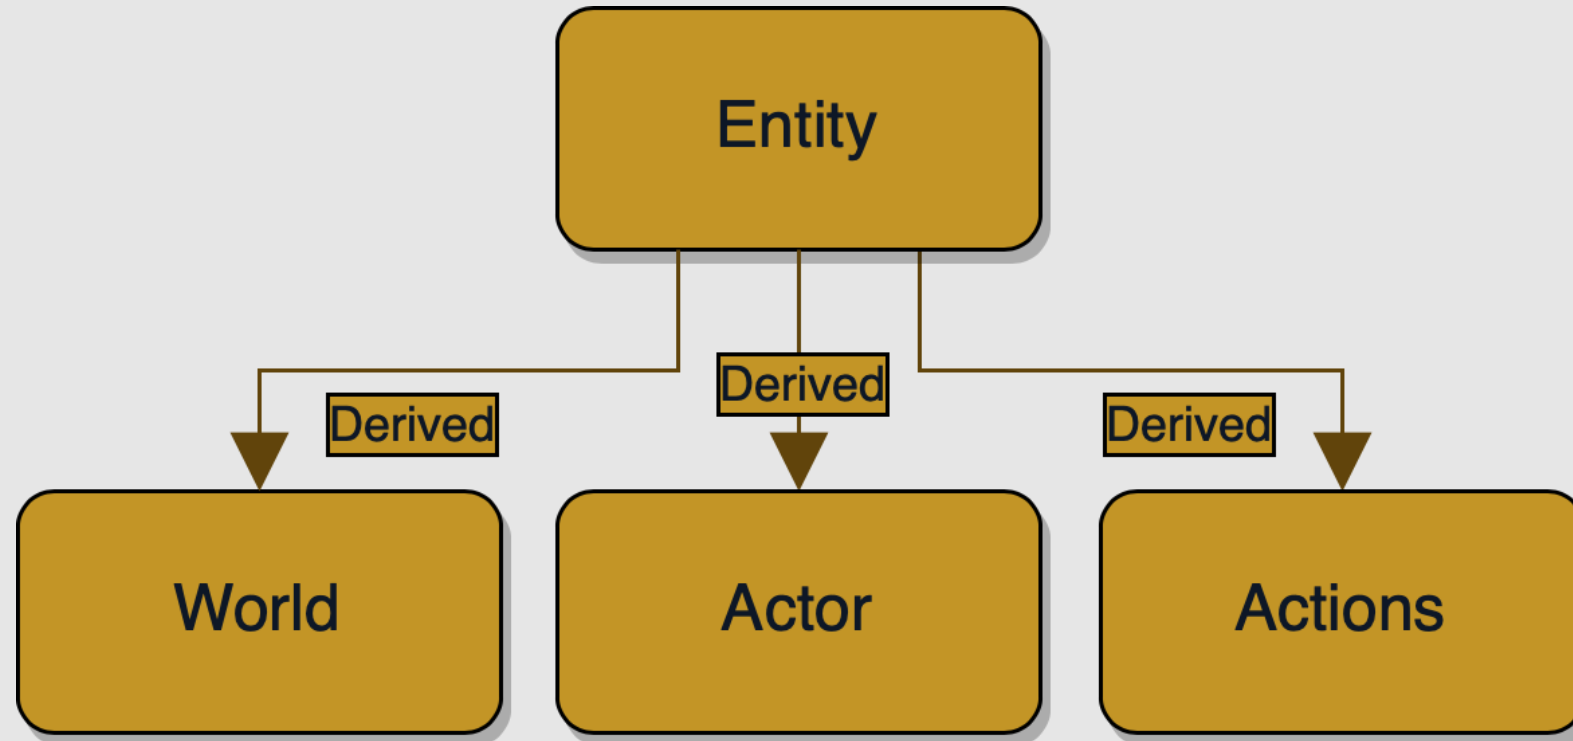 Entity
Derived
Derived
Derived
World
Actor
Actions